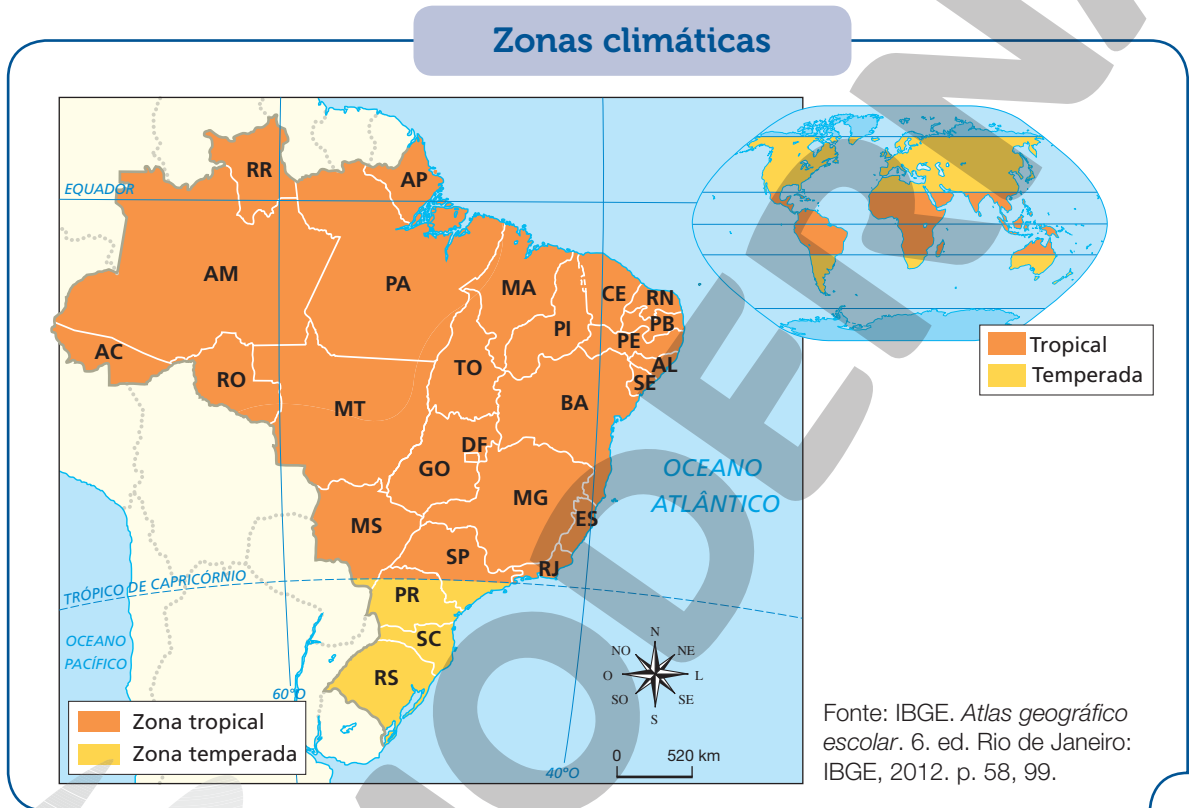 Zonas climáticas
RR
AP
EQUADOR
AM
PA
MA
CE
RN
PB
PI
PE
AL
AC
TO
SE
RO
BA
MT
DF
GO
MG
OCEANO
ATLÂNTICO
MS
ES
SP
RJ
TRÓPICO DE CAPRICÓRNIO
PR
OCEANO
PACÍFICO
SC
RS
60°O
40°O
N
NO
NE
O
L
SO
SE
S
0 520 km
Zona tropical
Zona temperada
Tropical
Temperada
Fonte: IBGE. Atlas geográfico
escolar. 6. ed. Rio de Janeiro:
IBGE, 2012. p. 58, 99.